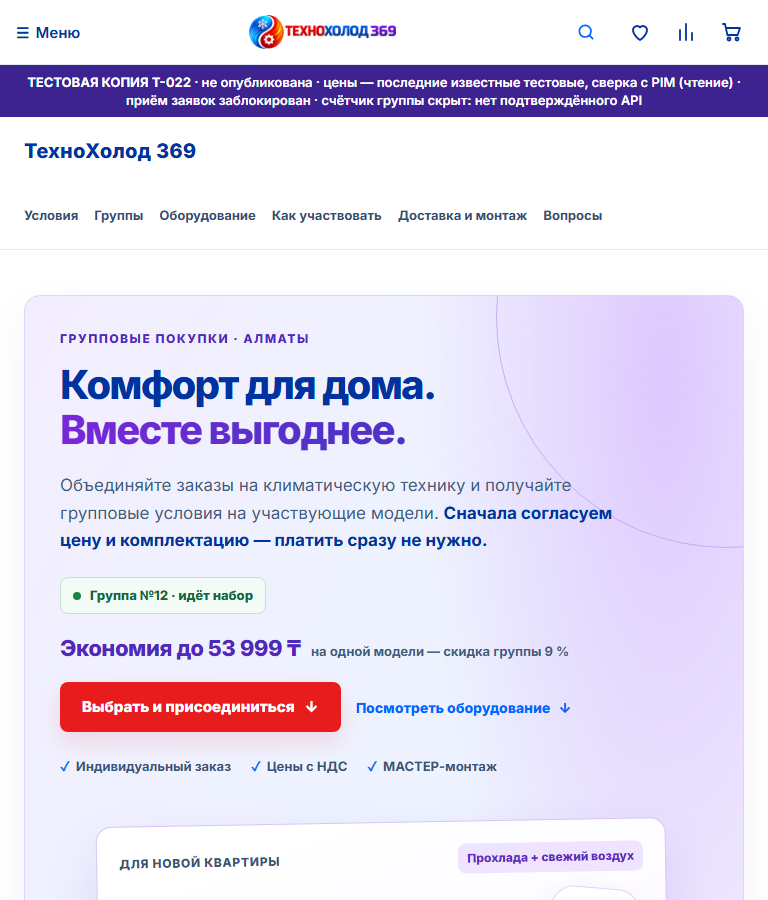 ☰ Меню
ТЕХНОХОЛОД 369
ТЕСТОВАЯ КОПИЯ T-022 · не опубликована · цены — последние известные тестовые, сверка с PIM (чтение) ·
приём заявок заблокирован · счётчик группы скрыт: нет подтверждённого API
ТехноХолод 369
Условия Группы Оборудование Как участвовать Доставка и монтаж Вопросы
ГРУППОВЫЕ ПОКУПКИ · АЛМАТЫ
Комфорт для дома.
Вместе выгоднее.
Объединяйте заказы на климатическую технику и получайте
групповые условия на участвующие модели. Сначала согласуем
цену и комплектацию — платить сразу не нужно.
Группа №12 · идёт набор
Экономия до 53 999 ₸ на одной модели — скидка группы 9 %
Выбрать и присоединиться ↓ Посмотреть оборудование ↓
✓ Индивидуальный заказ ✓ Цены с НДС ✓ МАСТЕР-монтаж
ДЛЯ НОВОЙ КВАРТИРЫ Прохлада + свежий воздух